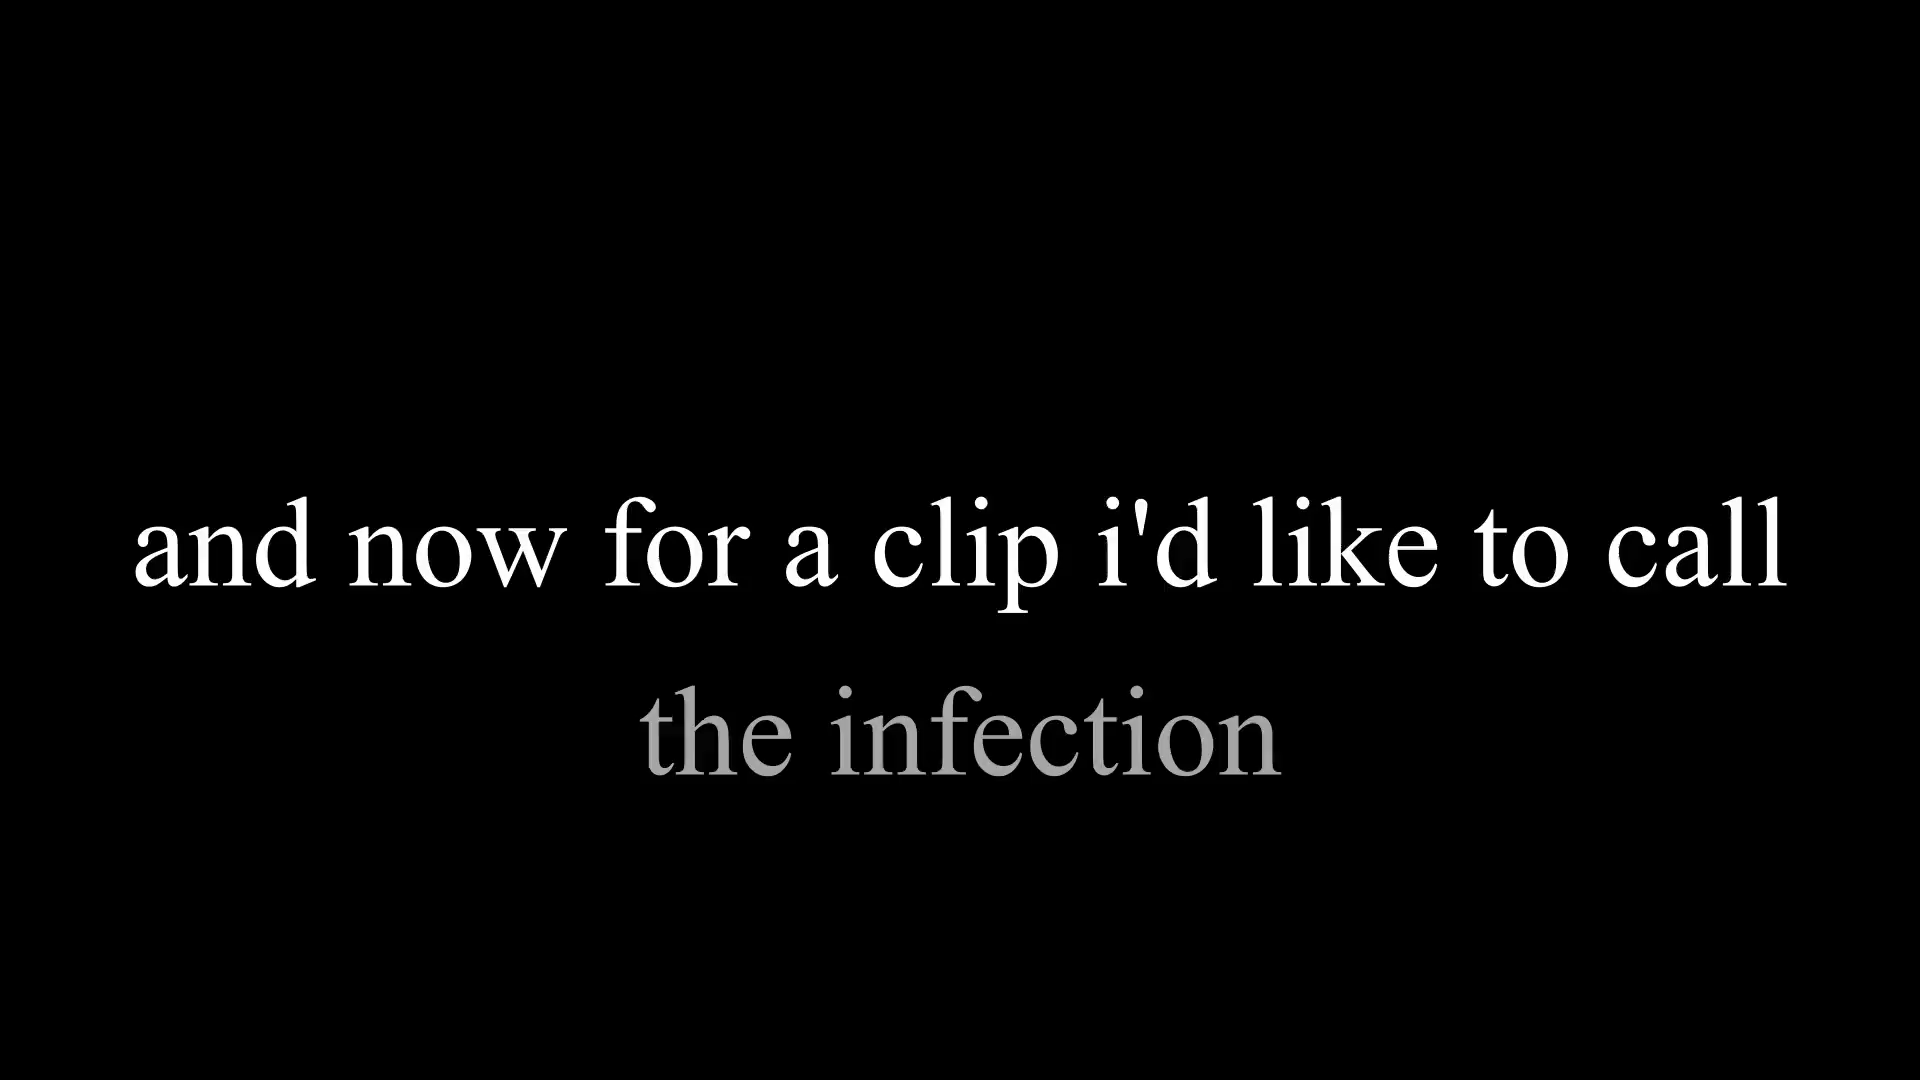 and now for a clip i'd like to call
the infection